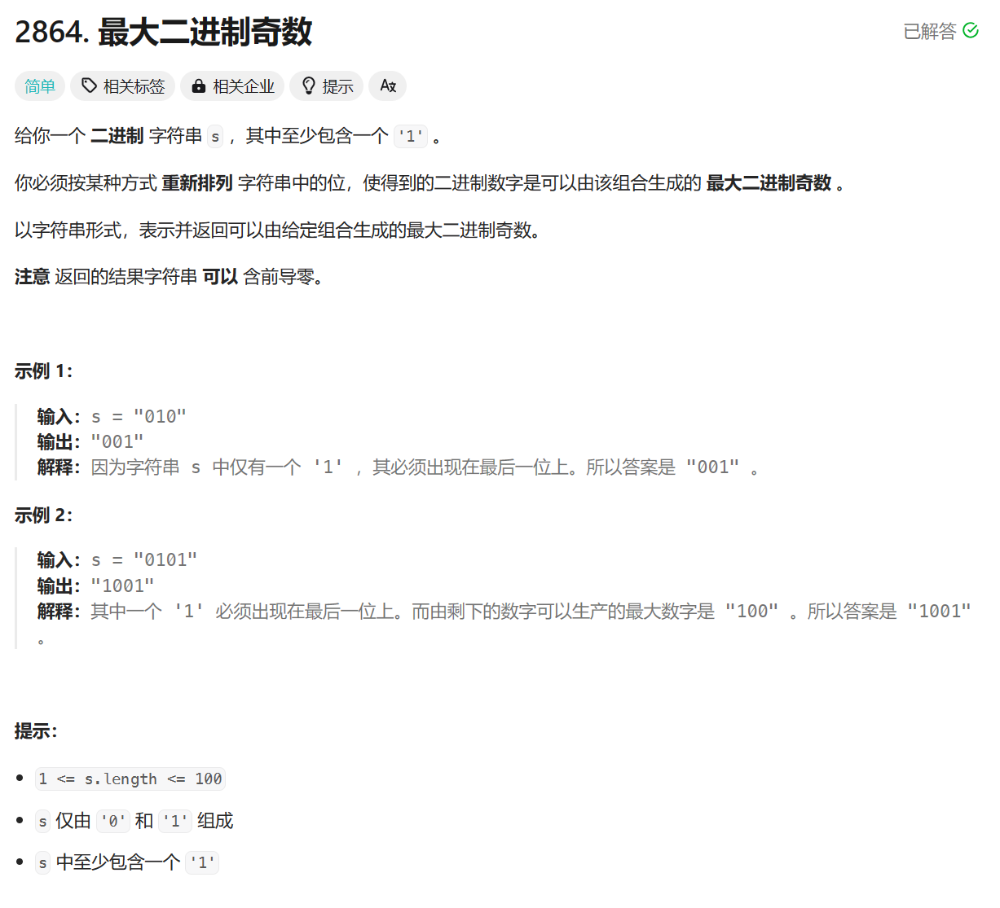 2864. 最大二进制奇数
已解答
简单 相关标签 相关企业 提示 A文
给你一个 二进制 字符串 s ，其中至少包含一个 '1' 。
你必须按某种方式 重新排列 字符串中的位，使得到的二进制数字是可以由该组合生成的 最大二进制奇数 。
以字符串形式，表示并返回可以由给定组合生成的最大二进制奇数。
注意 返回的结果字符串 可以 含前导零。
示例 1：
输入：s = "010"
输出："001"
解释：因为字符串 s 中仅有一个 '1' ，其必须出现在最后一位上。所以答案是 "001" 。
示例 2：
输入：s = "0101"
输出："1001"
解释：其中一个 '1' 必须出现在最后一位上。而由剩下的数字可以生产的最大数字是 "100" 。所以答案是 "1001"
。
提示：
1 <= s.length <= 100
s 仅由 '0' 和 '1' 组成
s 中至少包含一个 '1'